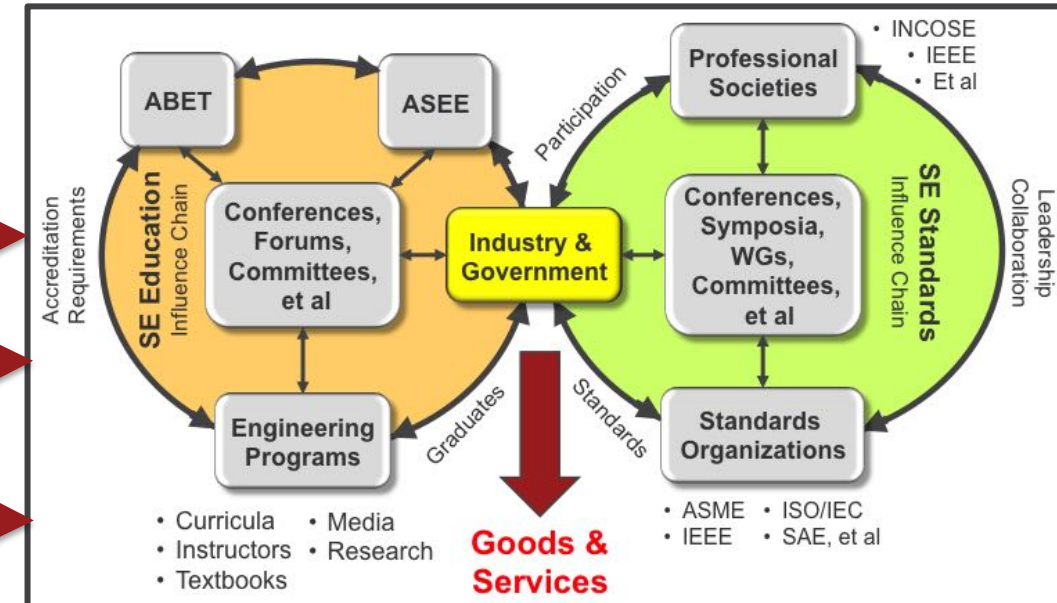 ABET
ASEE
Accreditation
Requirements
SE Education
Influence Chain
Conferences,
Forums,
Committees,
et al
Engineering
Programs
• Curricula
• Instructors
• Textbooks
• Media
• Research
Graduates
Industry &
Government
Goods &
Services
Participation
Standards
Professional
Societies
• INCOSE
• IEEE
• Et al
Conferences,
Symposia,
WGs,
Committees,
et al
SE Standards
Influence Chain
Leadership
Collaboration
Standards
Organizations
• ASME
• IEEE
• ISO/IEC
• SAE, et al